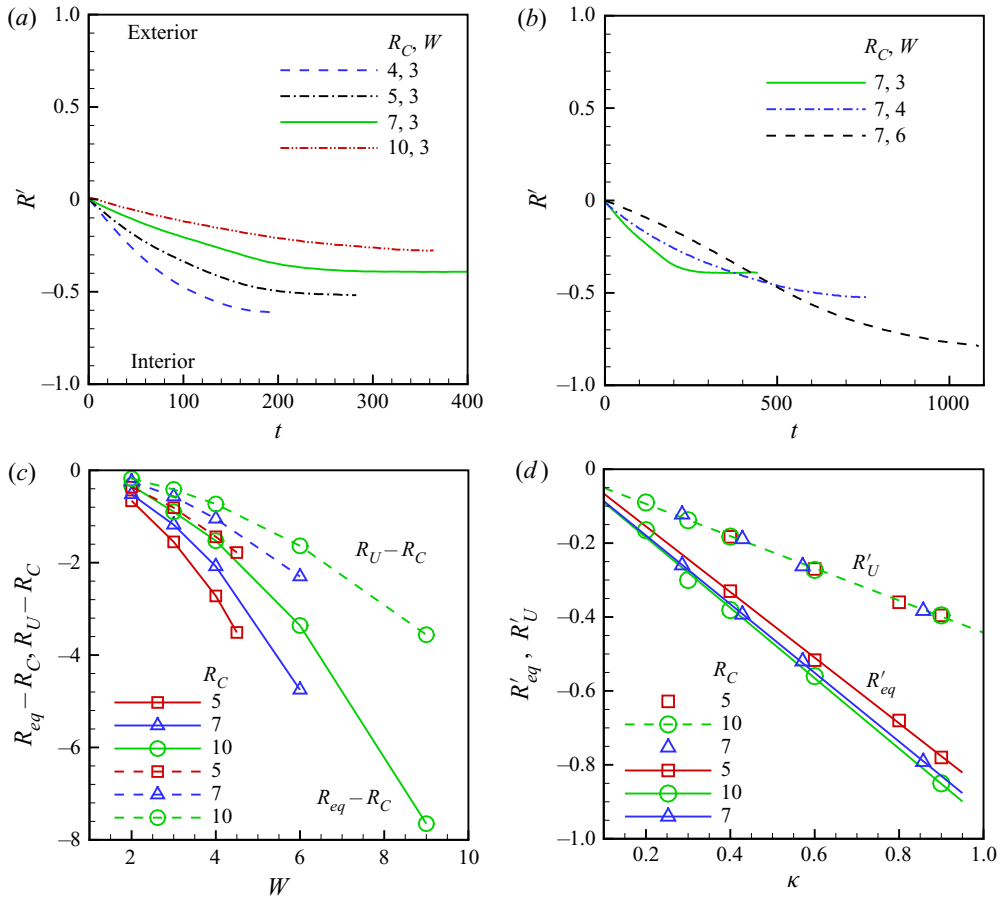 (a)
1.0
0.5
0
−0.5
−1.0
R′
Exterior
R_C, W
4, 3
5, 3
7, 3
10, 3
Interior
0 100 200 300 400
t
(b)
1.0
0.5
0
−0.5
−1.0
R′
R_C, W
7, 3
7, 4
7, 6
0 500 1000
t
(c)
0
−2
−4
−6
−8
R_eq − R_C, R_U − R_C
R_U − R_C
R_eq − R_C
R_C
5
7
10
5
7
10
2 4 6 8 10
W
(d)
0
−0.2
−0.4
−0.6
−0.8
−1.0
R′_eq, R′_U
R′_U
R′_eq
R_C
5
10
7
5
10
7
0.2 0.4 0.6 0.8 1.0
κ